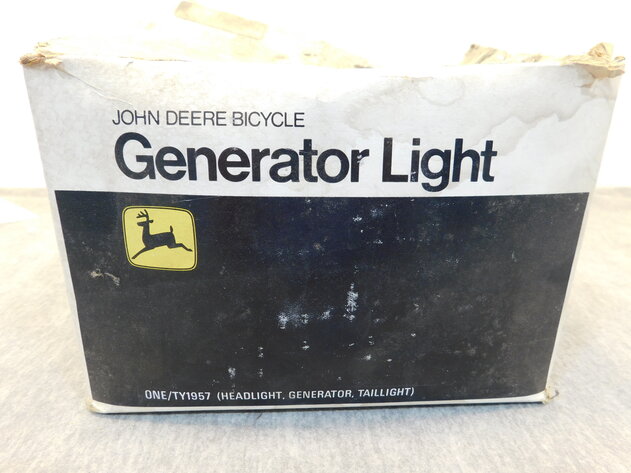 JOHN DEERE BICYCLE
Generator Light
ONE/TY1957 (HEADLIGHT, GENERATOR, TAILLIGHT)